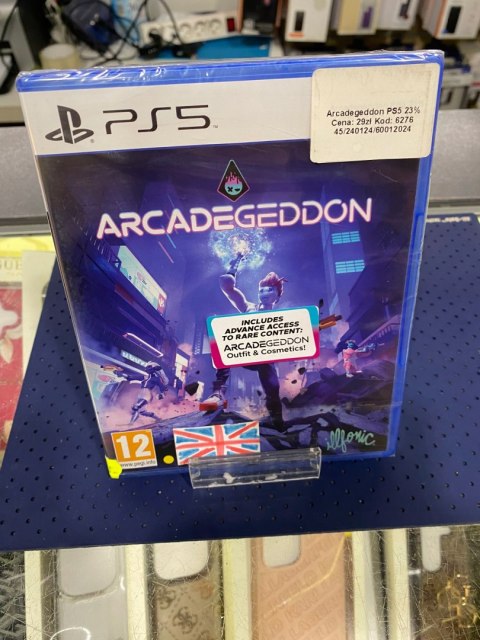 PS5
Arcadegeddon PS5 23%
Cena: 29zł Kod: 6276
45/240124/60012024
ARCADEGEDDON
INCLUDES
ADVANCE ACCESS
TO RARE CONTENT:
ARCADEGEDDON
Outfit & Cosmetics!
12
www.pegi.info
illfonic